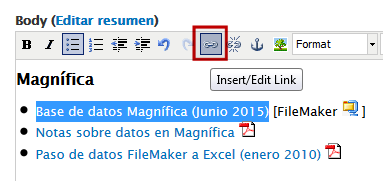 Body (Editar resumen)
B I Format
Insert/Edit Link
Magnífica
Base de datos Magnífica (Junio 2015) [FileMaker ]
Notas sobre datos en Magnífica
Paso de datos FileMaker a Excel (enero 2010)